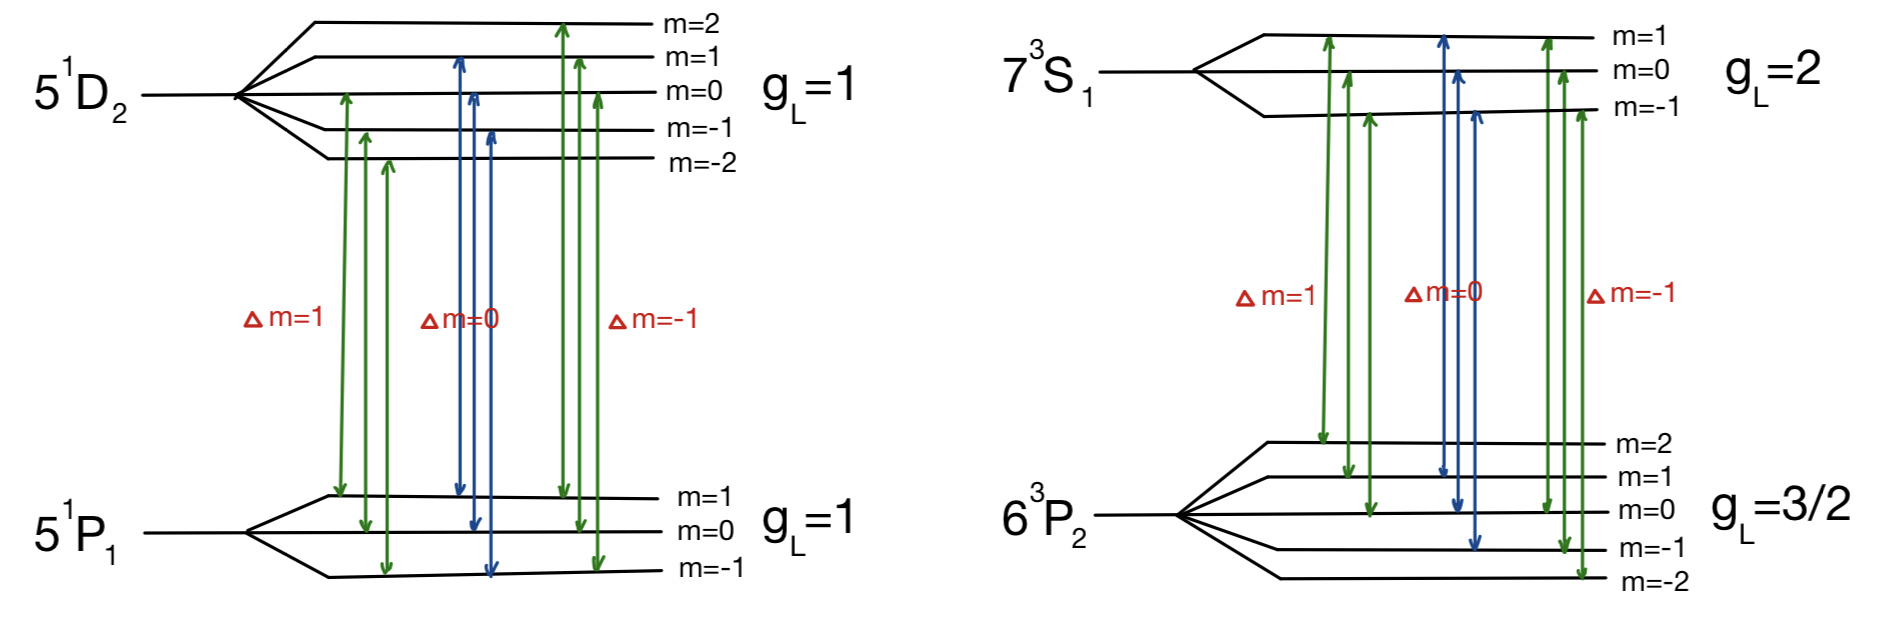 5¹D₂
m=2
m=1
m=0
m=-1
m=-2
g_L=1
△ m=1
△ m=0
△ m=-1
5¹P₁
m=1
m=0
m=-1
g_L=1
7³S₁
m=1
m=0
m=-1
g_L=2
△ m=1
△ m=0
△ m=-1
6³P₂
m=2
m=1
m=0
m=-1
m=-2
g_L=3/2